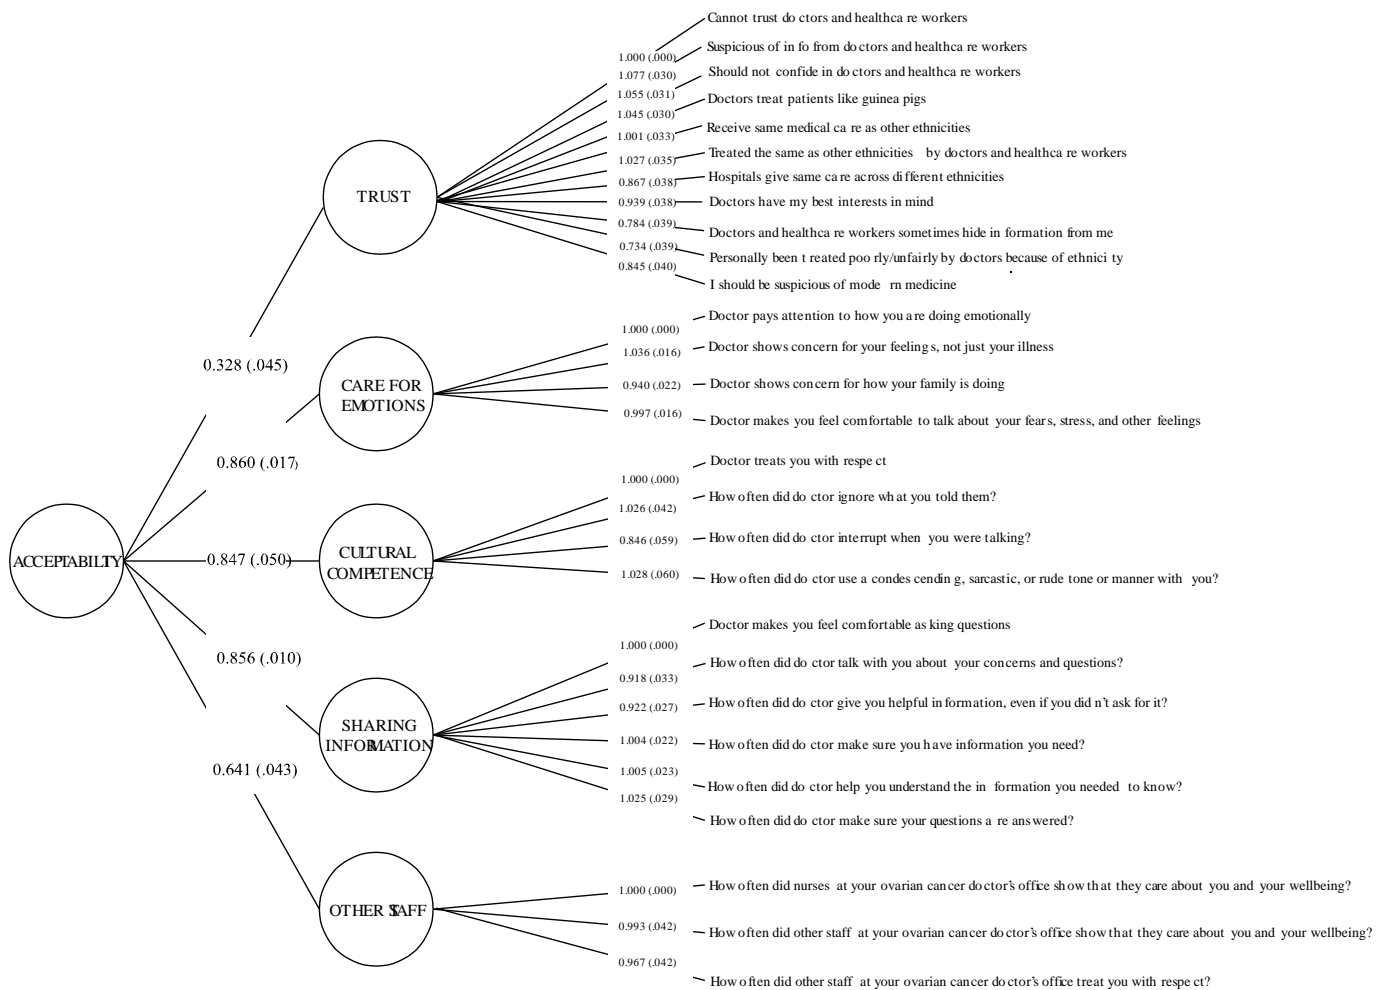 Cannot trust doctors and healthcare workers
1.000 (.000)
Suspicious of info from doctors and healthcare workers
1.077 (.030)
Should not confide in doctors and healthcare workers
1.055 (.031)
Doctors treat patients like guinea pigs
1.045 (.030)
Receive same medical care as other ethnicities
1.001 (.033)
Treated the same as other ethnicities by doctors and healthcare workers
1.027 (.035)
Hospitals give same care across different ethnicities
0.867 (.038)
TRUST
Doctors have my best interests in mind
0.939 (.038)
Doctors and healthcare workers sometimes hide information from me
0.784 (.039)
Personally been treated poorly/unfairly by doctors because of ethnicity
0.734 (.039)
I should be suspicious of modern medicine
0.845 (.040)
0.328 (.045)
Doctor pays attention to how you are doing emotionally
1.000 (.000)
Doctor shows concern for your feelings, not just your illness
1.036 (.016)
CARE FOR
EMOTIONS
Doctor shows concern for how your family is doing
0.940 (.022)
Doctor makes you feel comfortable to talk about your fears, stress, and other feelings
0.997 (.016)
0.860 (.017)
Doctor treats you with respect
1.000 (.000)
How often did doctor ignore what you told them?
1.026 (.042)
How often did doctor interrupt when you were talking?
0.846 (.059)
ACCEPTABILTY
0.847 (.050)
CULTURAL
COMPETENCE
How often did doctor use a condescending, sarcastic, or rude tone or manner with you?
1.028 (.060)
0.856 (.010)
Doctor makes you feel comfortable asking questions
1.000 (.000)
How often did doctor talk with you about your concerns and questions?
0.918 (.033)
How often did doctor give you helpful information, even if you didn't ask for it?
0.922 (.027)
SHARING
INFORMATION
How often did doctor make sure you have information you need?
1.004 (.022)
How often did doctor help you understand the information you needed to know?
1.005 (.023)
How often did doctor make sure your questions are answered?
1.025 (.029)
0.641 (.043)
How often did nurses at your ovarian cancer doctor's office show that they care about you and your wellbeing?
1.000 (.000)
OTHER STAFF
How often did other staff at your ovarian cancer doctor's office show that they care about you and your wellbeing?
0.993 (.042)
How often did other staff at your ovarian cancer doctor's office treat you with respect?
0.967 (.042)